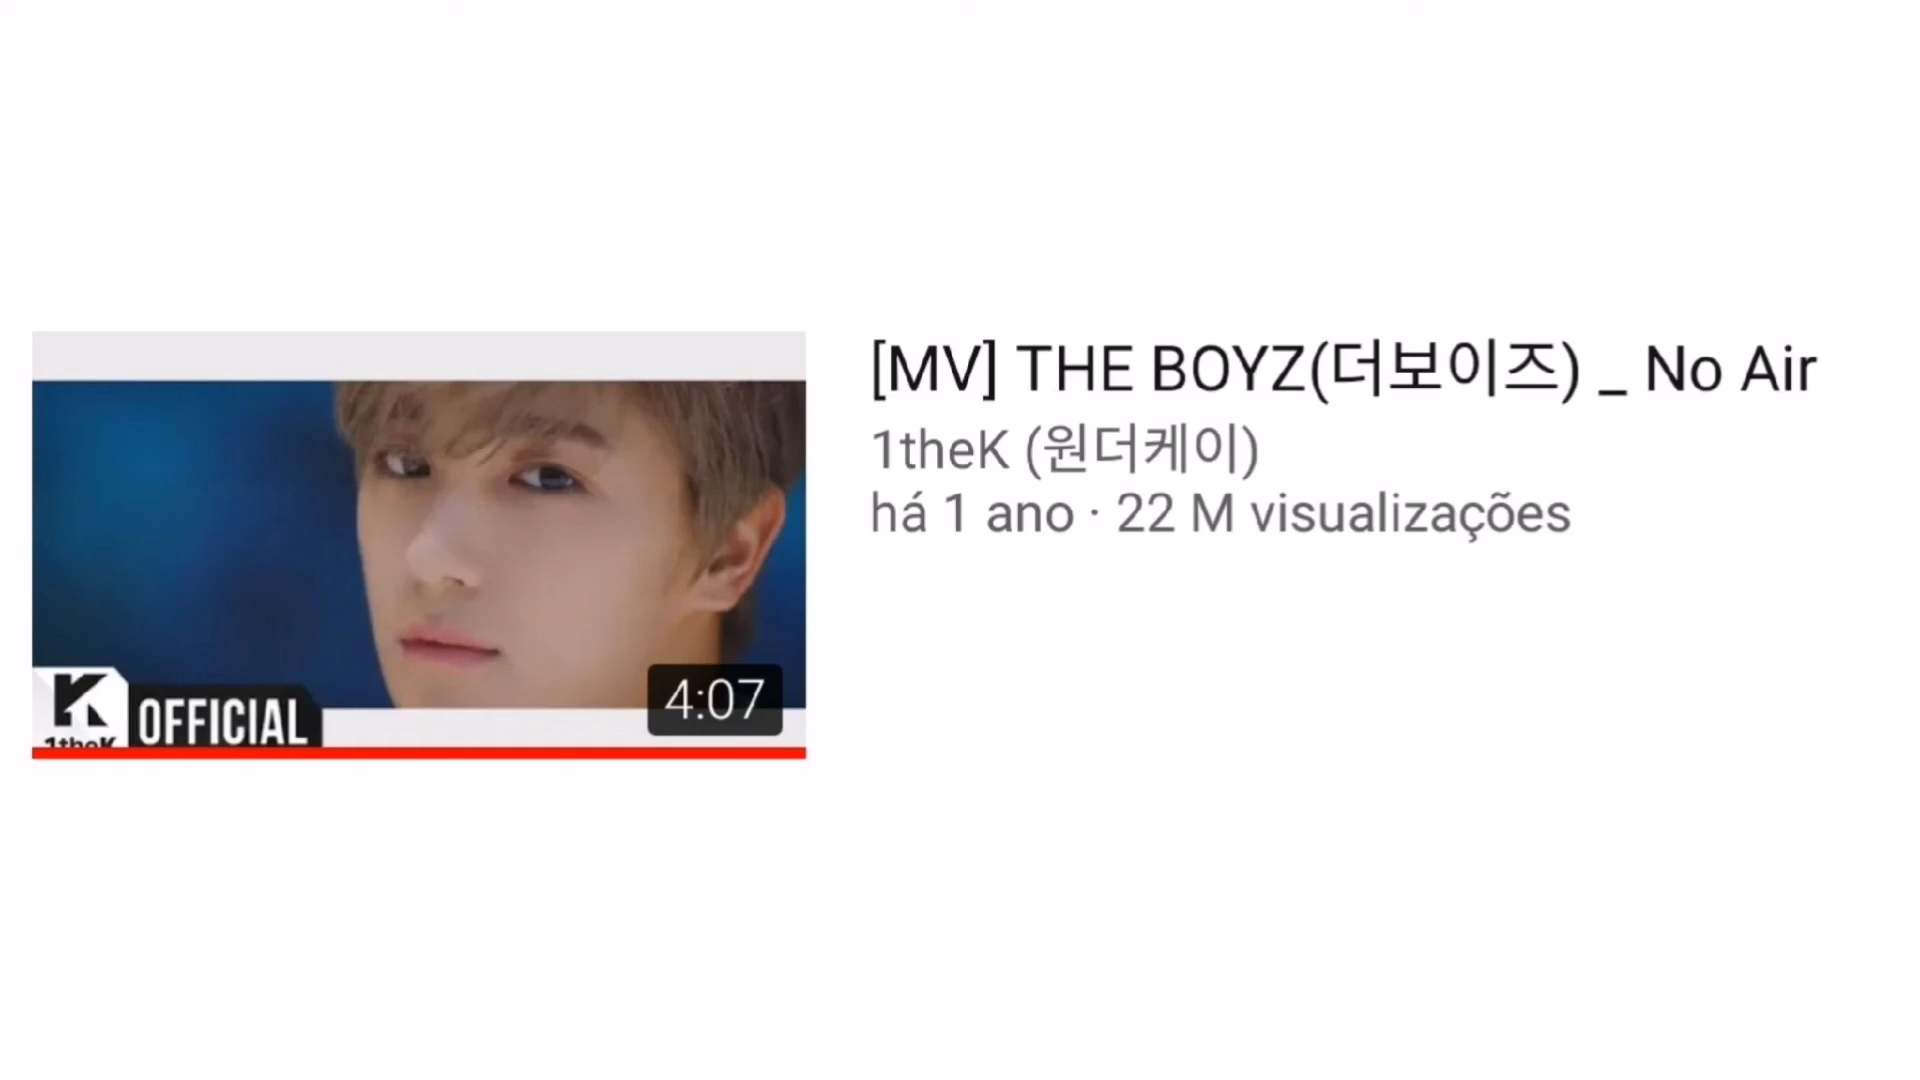 [MV] THE BOYZ(더보이즈) _ No Air
1theK (원더케이)
há 1 ano · 22 M visualizações
4:07
K
OFFICIAL
1theK